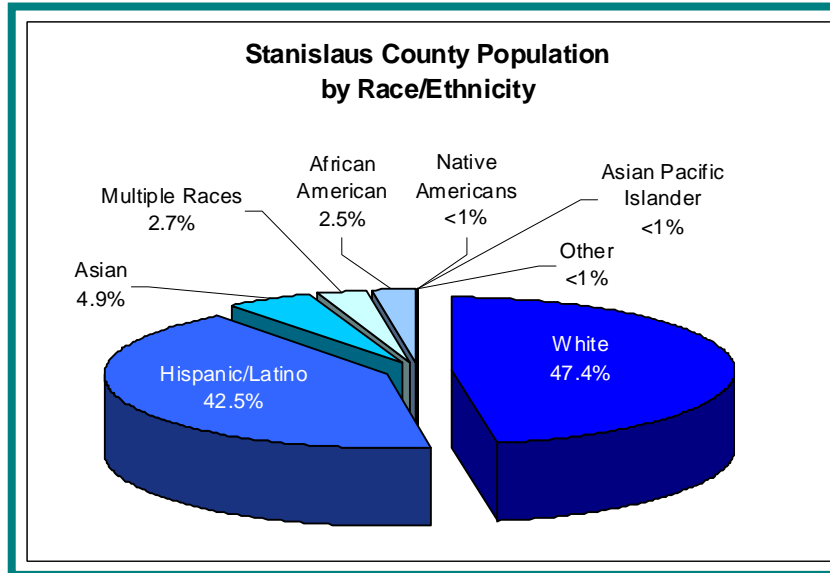 Stanislaus County Population
by Race/Ethnicity
African
American
2.5%
Native
Americans
<1%
Asian Pacific
Islander
<1%
Multiple Races
2.7%
Other
<1%
Asian
4.9%
White
47.4%
Hispanic/Latino
42.5%